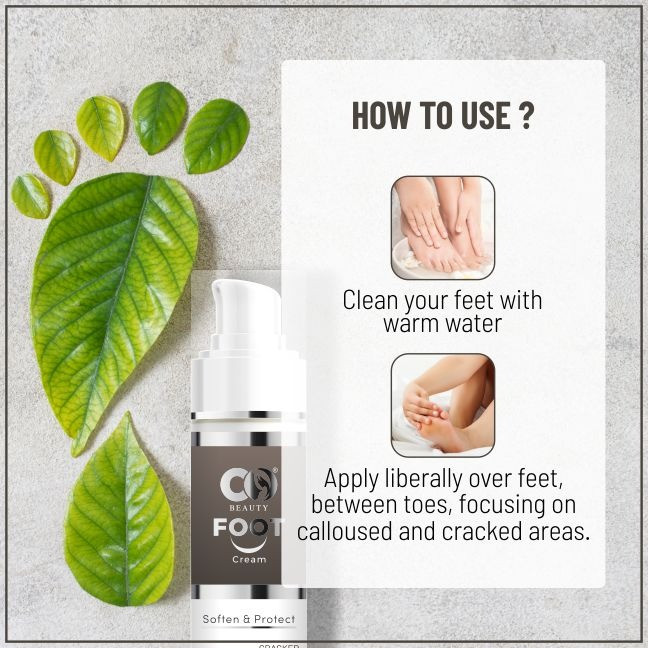 HOW TO USE ?
Clean your feet with
warm water
Apply liberally over feet,
between toes, focusing on
calloused and cracked areas.
CO®
BEAUTY
FOOT
Cream
Soften & Protect
CRACKER